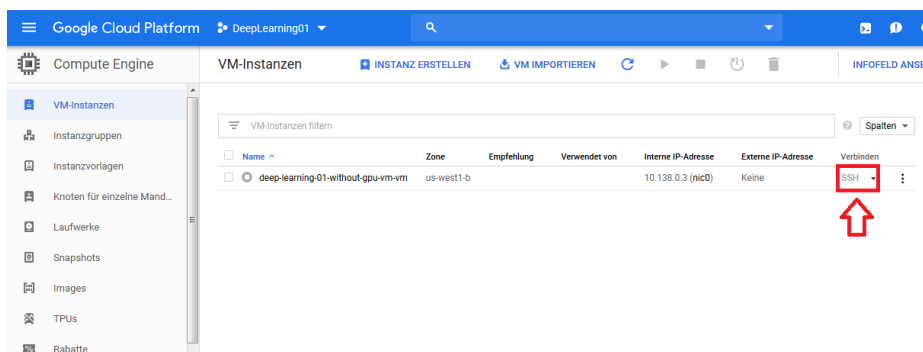 Google Cloud Platform DeepLearning01
Compute Engine VM-Instanzen INSTANZ ERSTELLEN VM IMPORTIEREN INFOFELD ANSE
VM-Instanzen
Instanzgruppen
Instanzvorlagen
Knoten für einzelne Mand...
Laufwerke
Snapshots
Images
TPUs
Rabatte
VM-Instanzen filtern Spalten
Name Zone Empfehlung Verwendet von Interne IP-Adresse Externe IP-Adresse Verbinden
deep-learning-01-without-gpu-vm-vm us-west1-b 10.138.0.3 (nic0) Keine SSH